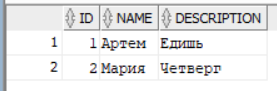 ID NAME DESCRIPTION
1 1 Артем Едишь
2 2 Мария Четверг